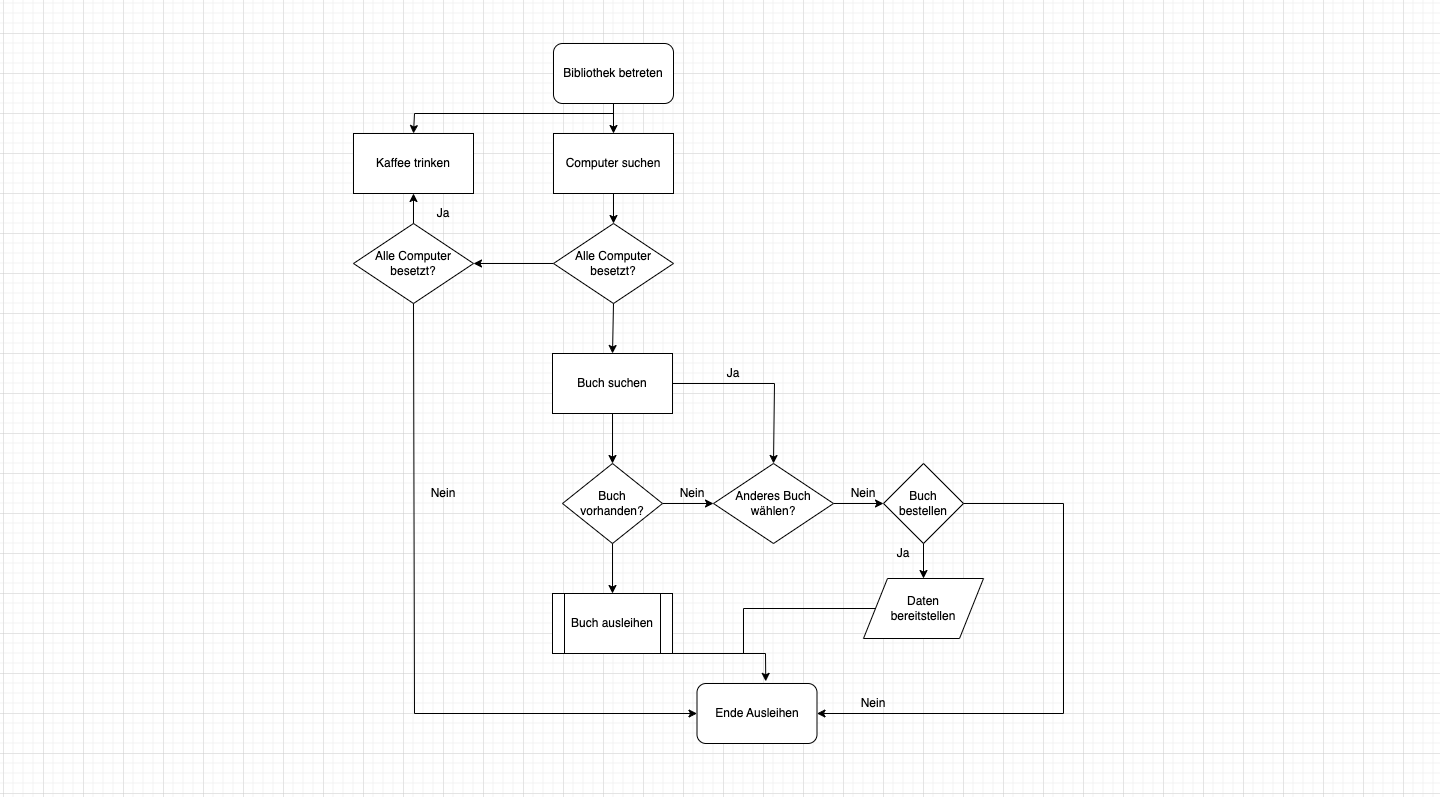 Bibliothek betreten
Kaffee trinken
Computer suchen
Ja
Alle Computer
besetzt?
Alle Computer
besetzt?
Buch suchen
Ja
Nein
Buch
vorhanden?
Nein
Anderes Buch
wählen?
Nein
Buch
bestellen
Ja
Daten
bereitstellen
Buch ausleihen
Ende Ausleihen
Nein